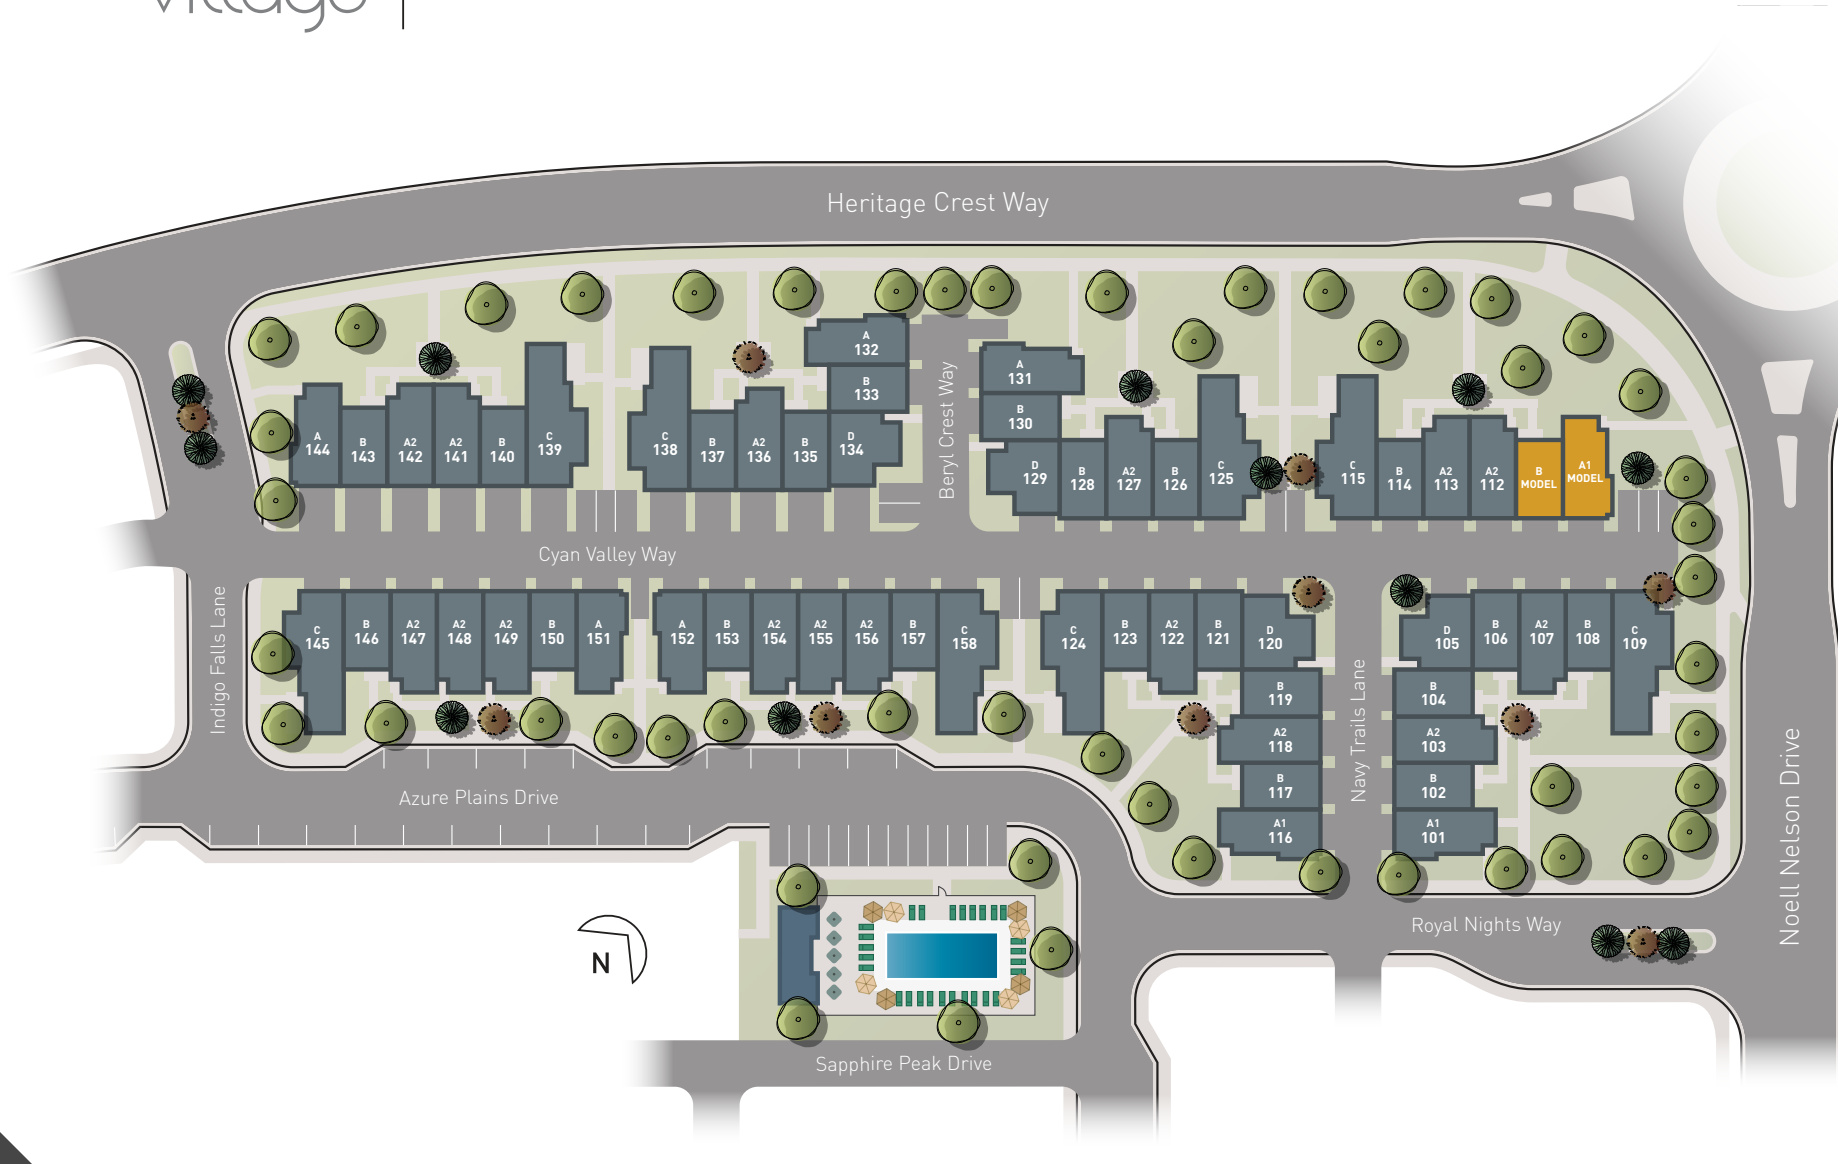 village
Heritage Crest Way
A
132
B
133
A
131
B
130
Beryl Crest Way
A
144
B
143
A2
142
A2
141
B
140
C
139
C
138
B
137
A2
136
B
135
D
134
D
129
B
128
A2
127
B
126
C
125
C
115
B
114
A2
113
A2
112
B
MODEL
A1
MODEL
Cyan Valley Way
Indigo Falls Lane
C
145
B
146
A2
147
A2
148
A2
149
B
150
A
151
A
152
B
153
A2
154
A2
155
A2
156
B
157
C
158
C
124
B
123
A2
122
B
121
D
120
D
105
B
106
A2
107
B
108
C
109
B
119
A2
118
B
117
A1
116
Navy Trails Lane
B
104
A2
103
B
102
A1
101
Azure Plains Drive
Noell Nelson Drive
Royal Nights Way
N
Sapphire Peak Drive